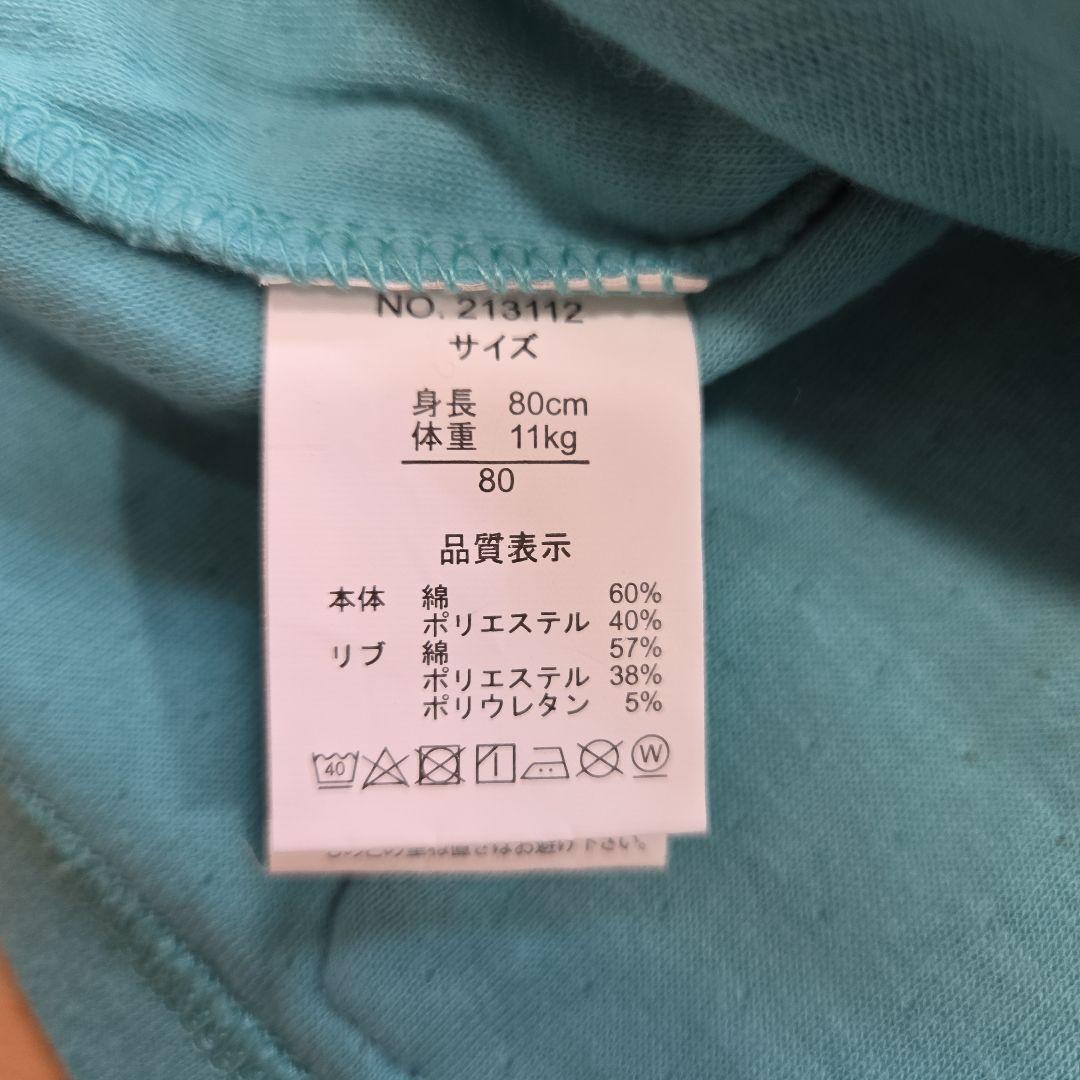 NO. 213112
サイズ
身長 80cm
体重 11kg
80
品質表示
本体 綿 60%
ポリエステル 40%
リブ 綿 57%
ポリエステル 38%
ポリウレタン 5%
40 W